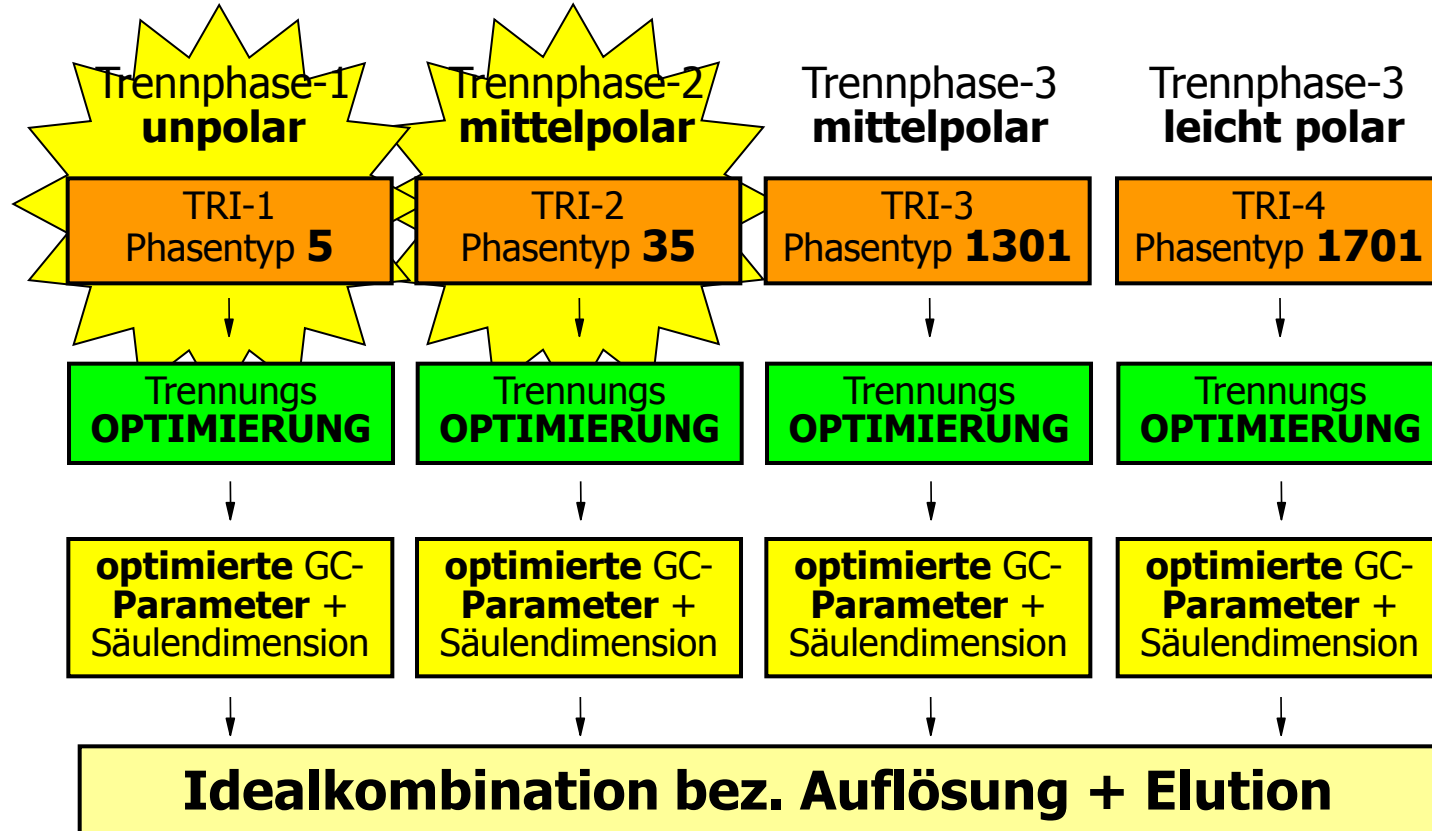 Trennphase-1
unpolar
Trennphase-2
mittelpolar
Trennphase-3
mittelpolar
Trennphase-3
leicht polar
TRI-1
Phasentyp 5
TRI-2
Phasentyp 35
TRI-3
Phasentyp 1301
TRI-4
Phasentyp 1701
Trennungs
OPTIMIERUNG
Trennungs
OPTIMIERUNG
Trennungs
OPTIMIERUNG
Trennungs
OPTIMIERUNG
optimierte GC-
Parameter +
Säulendimension
optimierte GC-
Parameter +
Säulendimension
optimierte GC-
Parameter +
Säulendimension
optimierte GC-
Parameter +
Säulendimension
Idealkombination bez. Auflösung + Elution